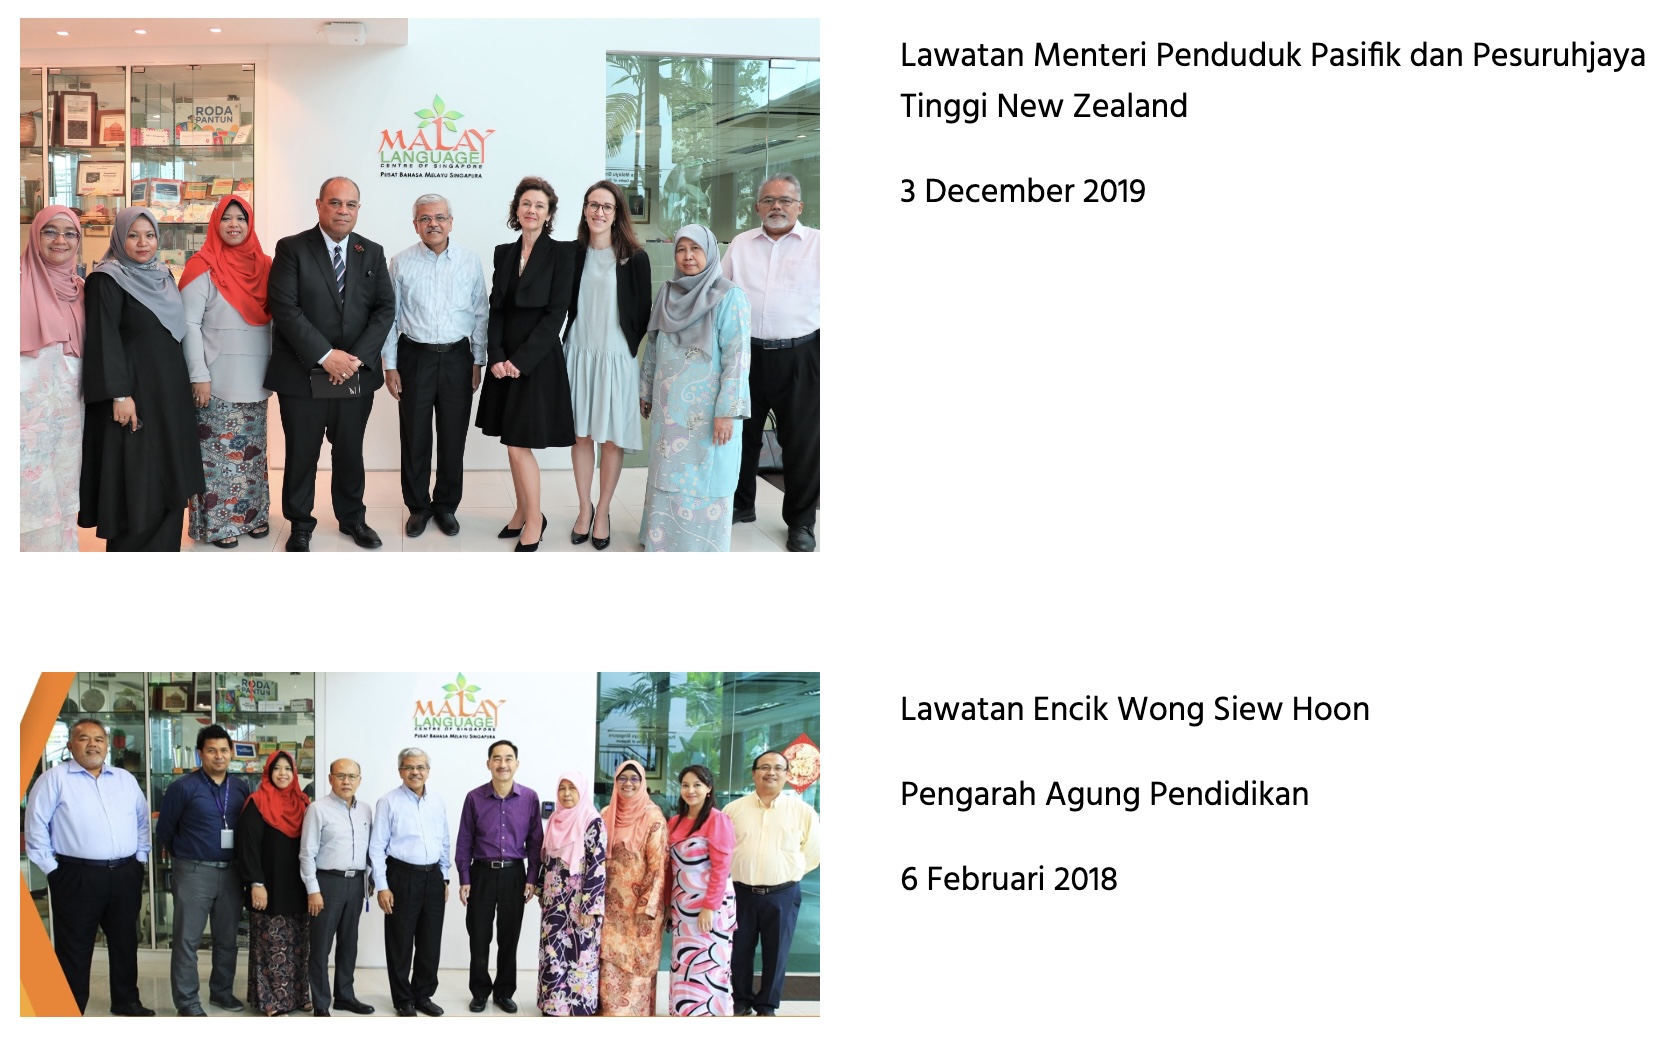 RODA
PANTUN
MALAY
LANGUAGE
CENTRE OF SINGAPORE
PUSAT BAHASA MELAYU SINGAPURA
Lawatan Menteri Penduduk Pasifik dan Pesuruhjaya
Tinggi New Zealand
3 December 2019
RODA
PANTUN
MALAY
LANGUAGE
CENTRE OF SINGAPORE
PUSAT BAHASA MELAYU SINGAPURA
Lawatan Encik Wong Siew Hoon
Pengarah Agung Pendidikan
6 Februari 2018